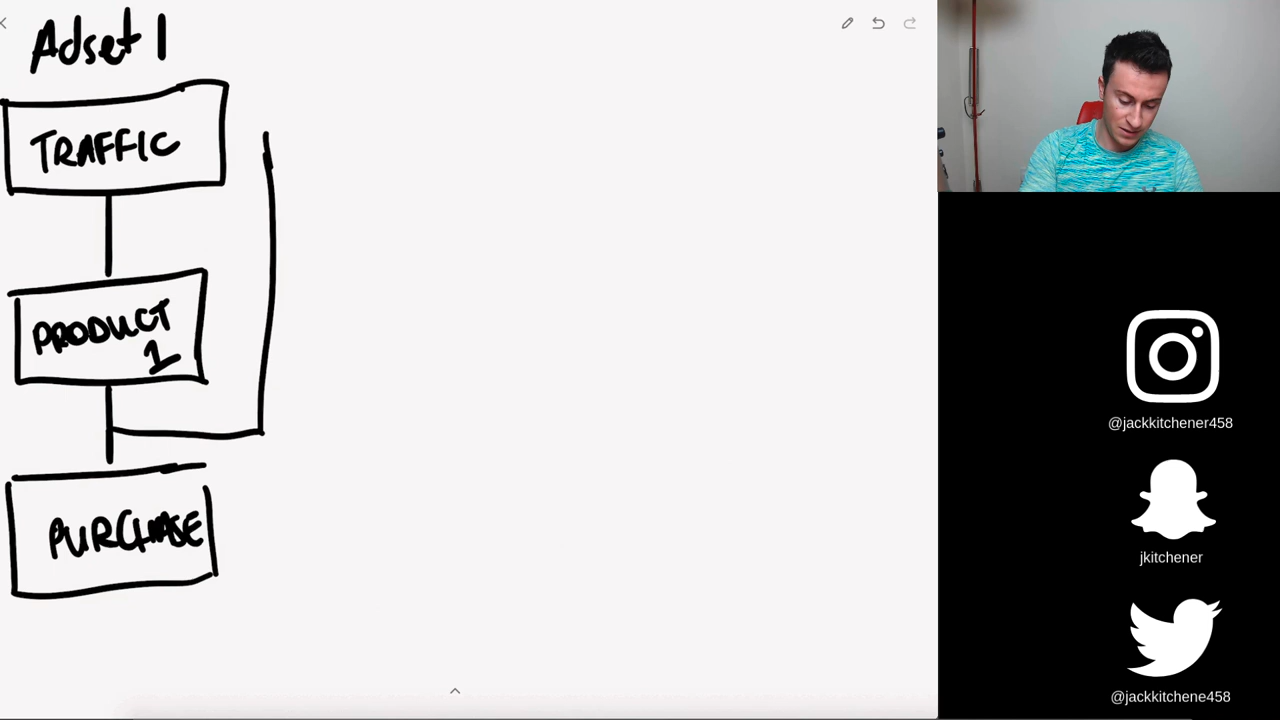 Adset 1
TRAFFIC
PRODUCT
1
PURCHASE
@jackkitchener458
jkitchener
@jackkitchene458